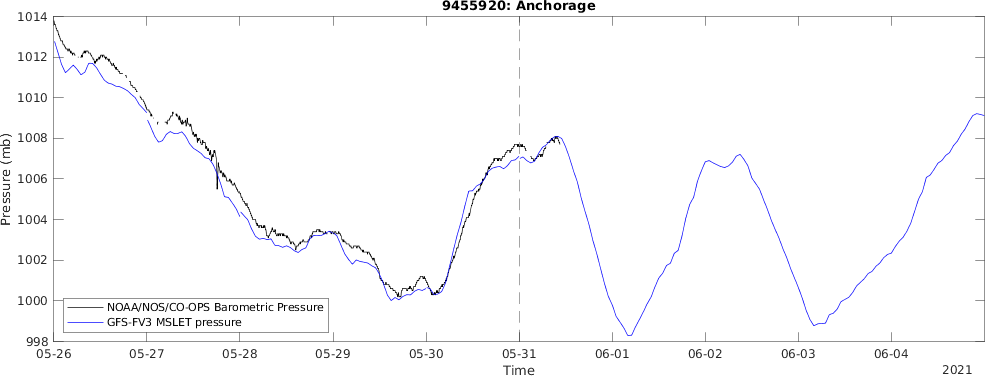 9455920: Anchorage
1014
1012
1010
1008
1006
1004
1002
1000
998
Pressure (mb)
NOAA/NOS/CO-OPS Barometric Pressure
GFS-FV3 MSLET pressure
05-26 05-27 05-28 05-29 05-30 05-31 06-01 06-02 06-03 06-04
Time
2021